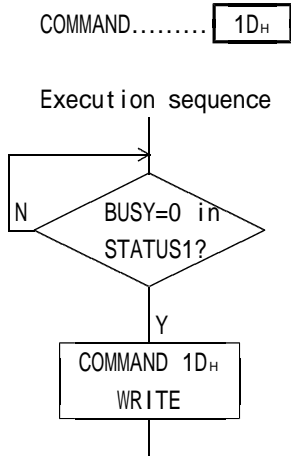 COMMAND......... 1DH
Execution sequence
N
BUSY=0 in
STATUS1?
Y
COMMAND 1DH
WRITE